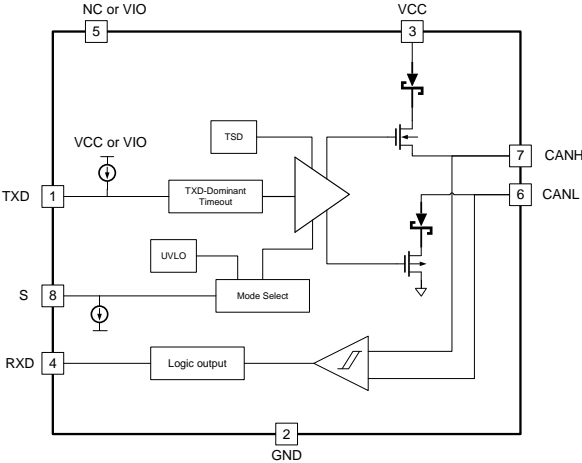 NC or VIO
VCC
5
3
TSD
VCC or VIO
7
CANH
TXD
1
TXD-Dominant
Timeout
6
CANL
UVLO
S
8
Mode Select
RXD
4
Logic output
2
GND